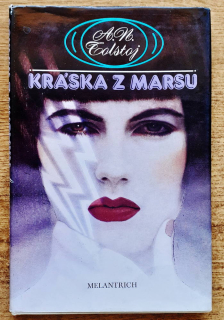 A.N.
Tolstoj
KRÁSKA Z MARSU
MELANTRICH